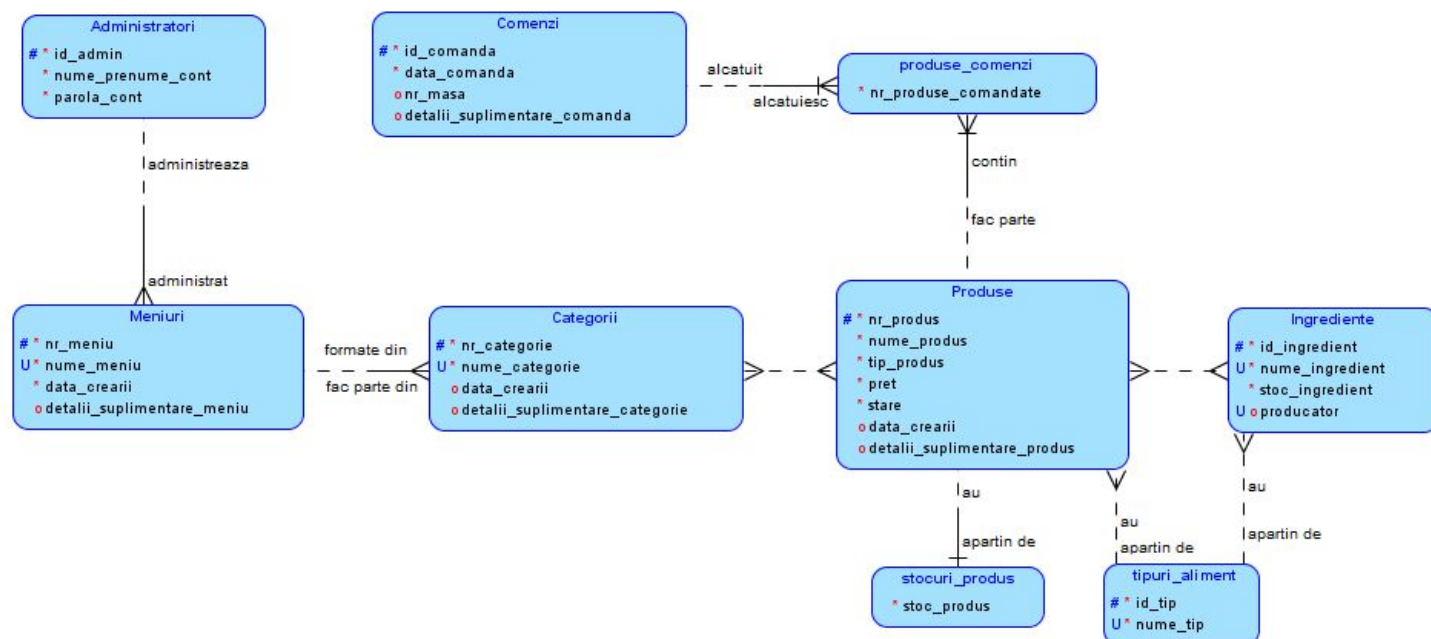 Administratori
# * id_admin
* nume_prenume_cont
* parola_cont
Comenzi
# * id_comanda
* data_comanda
o nr_masa
o detalii_suplimentare_comanda
alcatuit
alcatuiesc
produse_comenzi
* nr_produse_comandate
administreaza
administrat
contin
fac parte
Meniuri
# * nr_meniu
U * nume_meniu
* data_crearii
o detalii_suplimentare_meniu
formate din
fac parte din
Categorii
# * nr_categorie
U * nume_categorie
o data_crearii
o detalii_suplimentare_categorie
Produse
# * nr_produs
* nume_produs
* tip_produs
* pret
* stare
o data_crearii
o detalii_suplimentare_produs
Ingrediente
# * id_ingredient
U * nume_ingredient
* stoc_ingredient
U o producator
au
apartin de
au
apartin de
au
apartin de
stocuri_produs
* stoc_produs
tipuri_aliment
# * id_tip
U * nume_tip